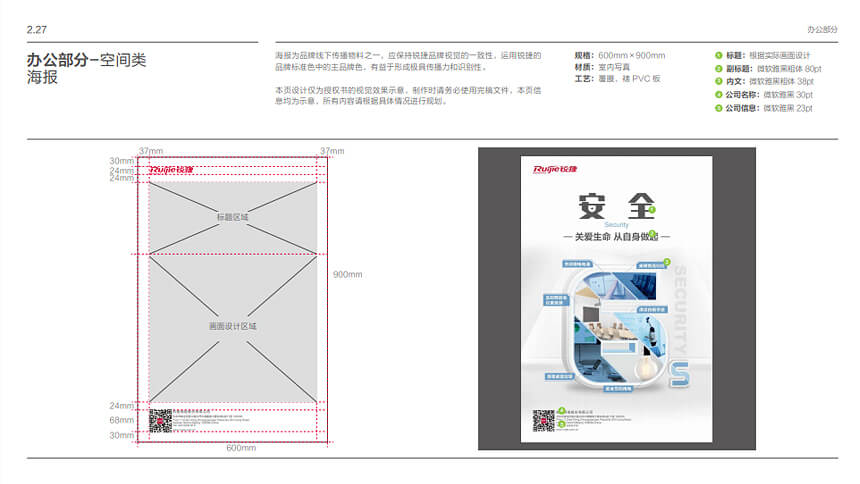 2.27
办公部分
办公部分-空间类
海报
海报为品牌线下传播物料之一，应保持锐捷品牌视觉的一致性，运用锐捷的
品牌标准色中的主品牌色，有益于形成极具传播力和识别性。
本页设计仅为授权书的视觉效果示意，制作时请务必使用完稿文件，本页信
息均为示意，所有内容请根据具体情况进行规划。
规格：600mm×900mm
材质：室内写真
工艺：覆膜，裱 PVC 板
1 标题：根据实际画面设计
2 副标题：微软雅黑粗体 80pt
3 内文：微软雅黑粗体 38pt
4 公司名称：微软雅黑 30pt
5 公司信息：微软雅黑 23pt
37mm
37mm
30mm
24mm
24mm
Ruijie锐捷
标题区域
900mm
画面设计区域
24mm
68mm
30mm
600mm
Ruijie锐捷
安 全
1
Security
— 关爱生命 从自身做起 —
2
SECURITY
5S
4
5